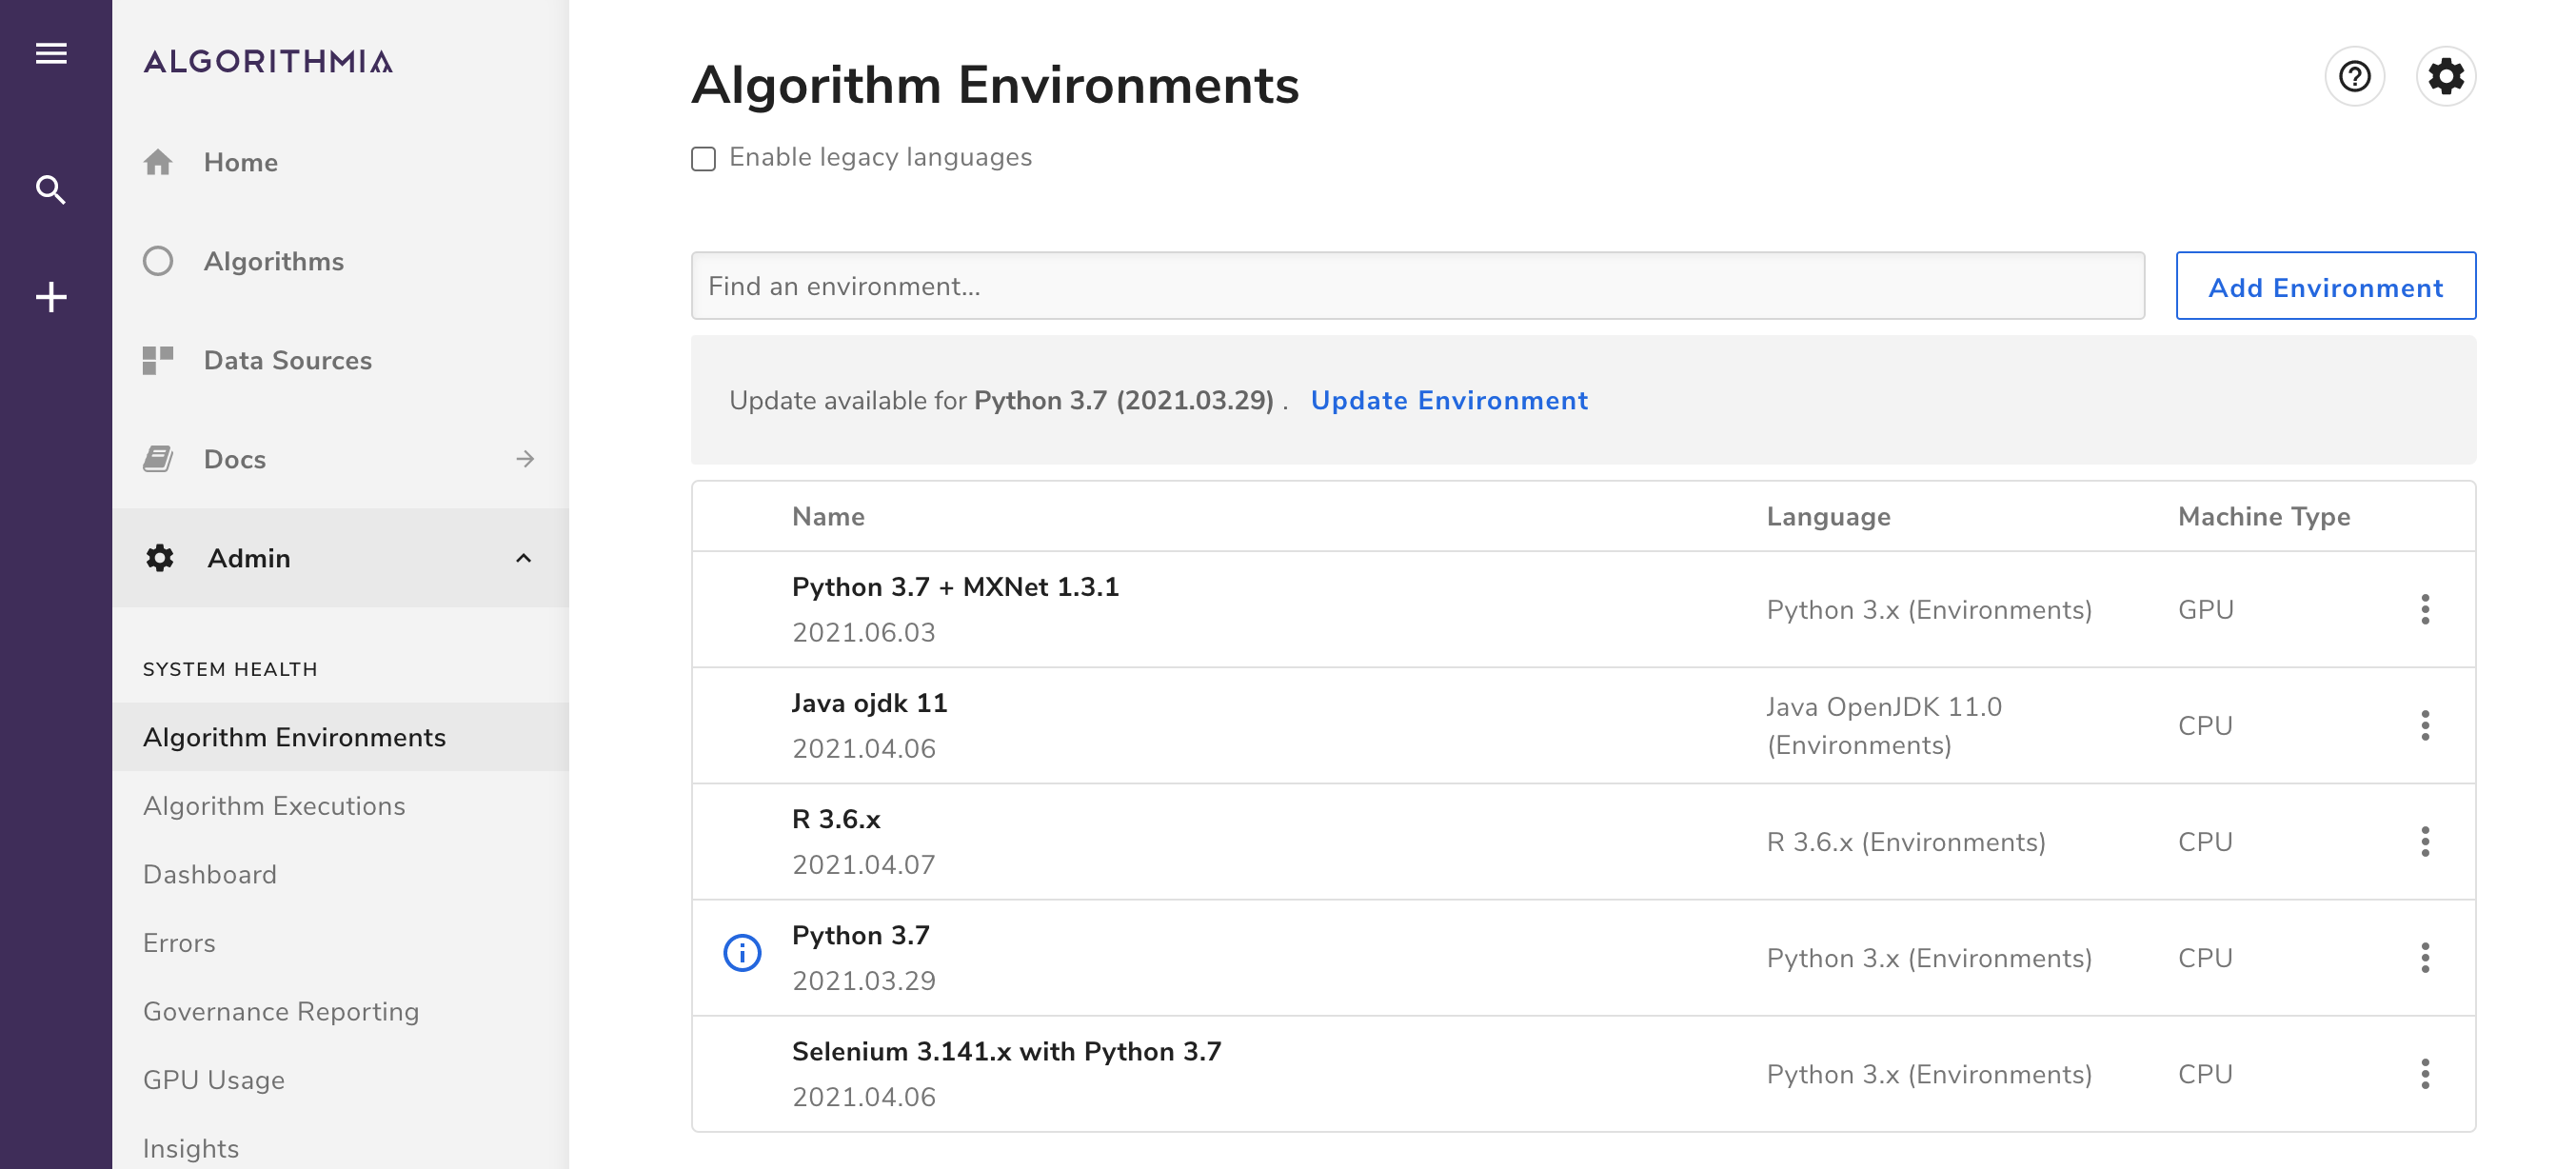 ALGORITHMIA
Home
Algorithms
Data Sources
Docs
Admin
SYSTEM HEALTH
Algorithm Environments
Algorithm Executions
Dashboard
Errors
Governance Reporting
GPU Usage
Insights
Algorithm Environments
Enable legacy languages
Find an environment...
Add Environment
Update available for Python 3.7 (2021.03.29) . Update Environment
Name Language Machine Type
Python 3.7 + MXNet 1.3.1
2021.06.03
Python 3.x (Environments)
GPU
Java ojdk 11
2021.04.06
Java OpenJDK 11.0
(Environments)
CPU
R 3.6.x
2021.04.07
R 3.6.x (Environments)
CPU
Python 3.7
2021.03.29
Python 3.x (Environments)
CPU
Selenium 3.141.x with Python 3.7
2021.04.06
Python 3.x (Environments)
CPU